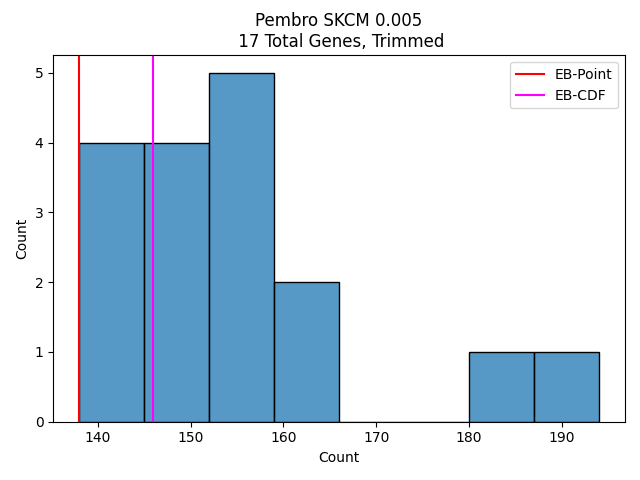 Pembro SKCM 0.005
17 Total Genes, Trimmed
EB-Point
EB-CDF
Count
5
4
3
2
1
0
140 150 160 170 180 190
Count